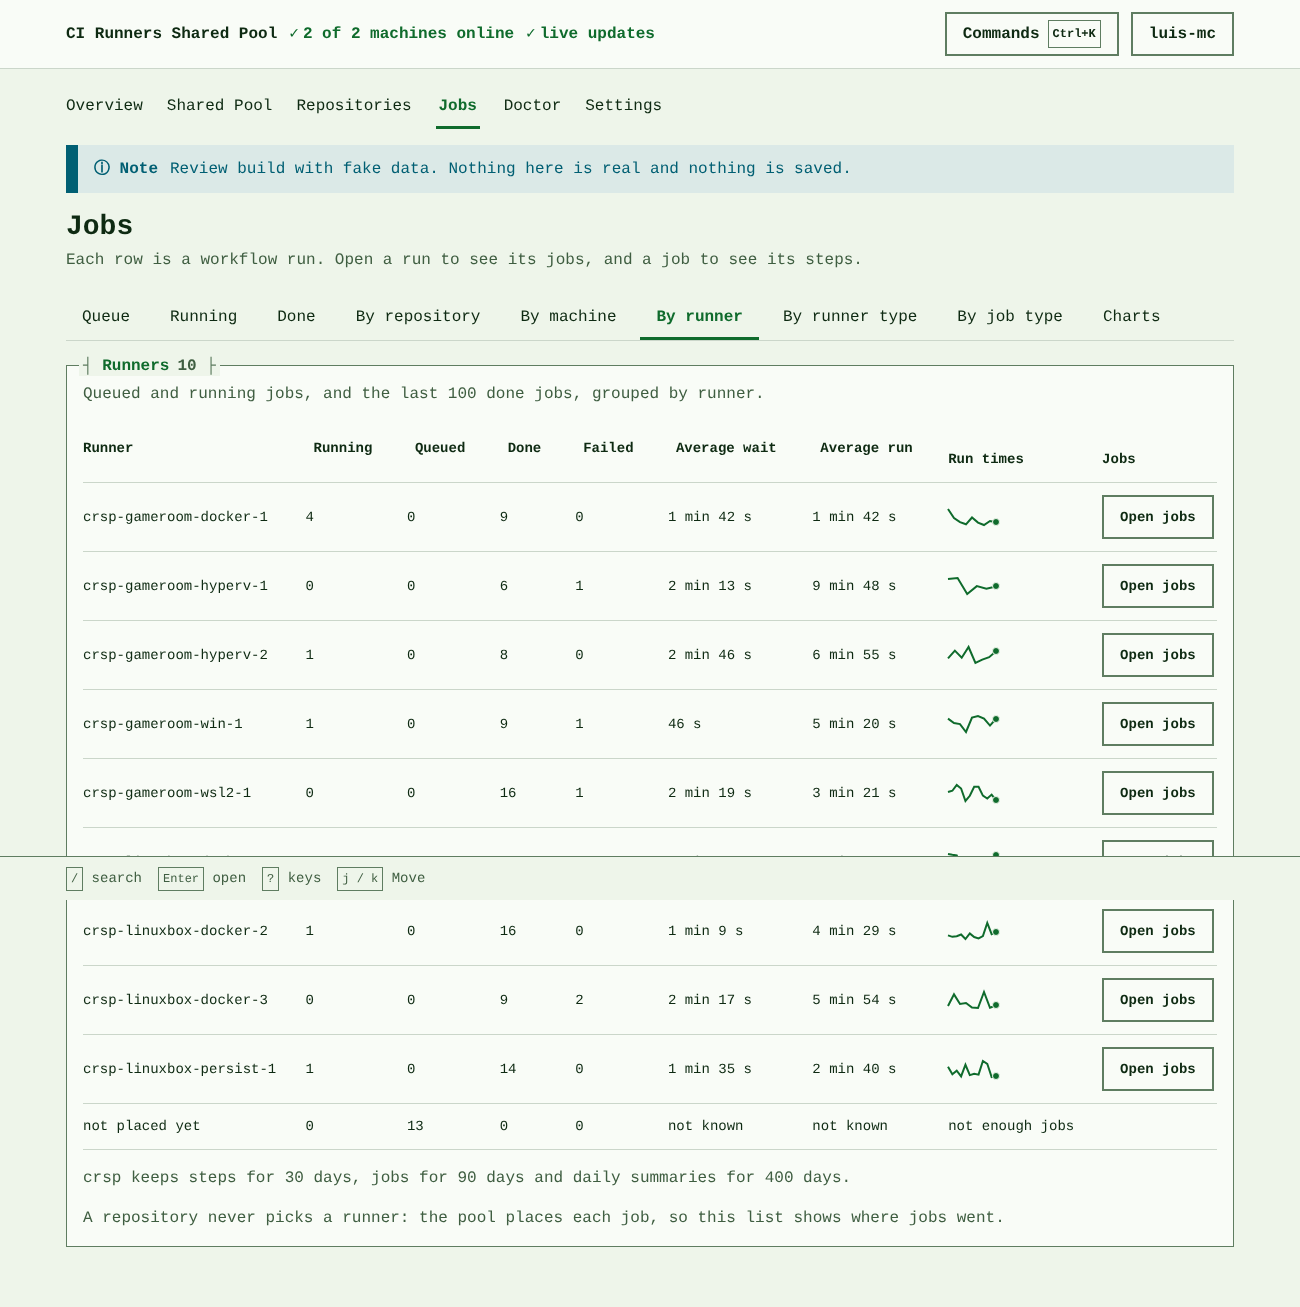 CI Runners Shared Pool ✓ 2 of 2 machines online ✓ live updates Commands Ctrl+K luis-mc
Overview Shared Pool Repositories Jobs Doctor Settings
ⓘ Note Review build with fake data. Nothing here is real and nothing is saved.
Jobs
Each row is a workflow run. Open a run to see its jobs, and a job to see its steps.
Queue Running Done By repository By machine By runner By runner type By job type Charts
Runners 10
Queued and running jobs, and the last 100 done jobs, grouped by runner.
Runner Running Queued Done Failed Average wait Average run Run times Jobs
crsp-gameroom-docker-1 4 0 9 0 1 min 42 s 1 min 42 s Open jobs
crsp-gameroom-hyperv-1 0 0 6 1 2 min 13 s 9 min 48 s Open jobs
crsp-gameroom-hyperv-2 1 0 8 0 2 min 46 s 6 min 55 s Open jobs
crsp-gameroom-win-1 1 0 9 1 46 s 5 min 20 s Open jobs
crsp-gameroom-wsl2-1 0 0 16 1 2 min 19 s 3 min 21 s Open jobs
/ search Enter open ? keys j / k Move
crsp-linuxbox-docker-2 1 0 16 0 1 min 9 s 4 min 29 s Open jobs
crsp-linuxbox-docker-3 0 0 9 2 2 min 17 s 5 min 54 s Open jobs
crsp-linuxbox-persist-1 1 0 14 0 1 min 35 s 2 min 40 s Open jobs
not placed yet 0 13 0 0 not known not known not enough jobs
crsp keeps steps for 30 days, jobs for 90 days and daily summaries for 400 days.
A repository never picks a runner: the pool places each job, so this list shows where jobs went.